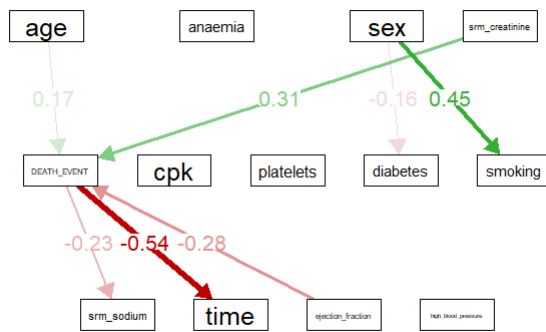 age
anaemia
sex
srm_creatinine
0.17
0.31
-0.16
0.45
DEATH_EVENT
cpk
platelets
diabetes
smoking
-0.23
-0.54
-0.28
srm_sodium
time
ejection_fraction
high_blood_pressure